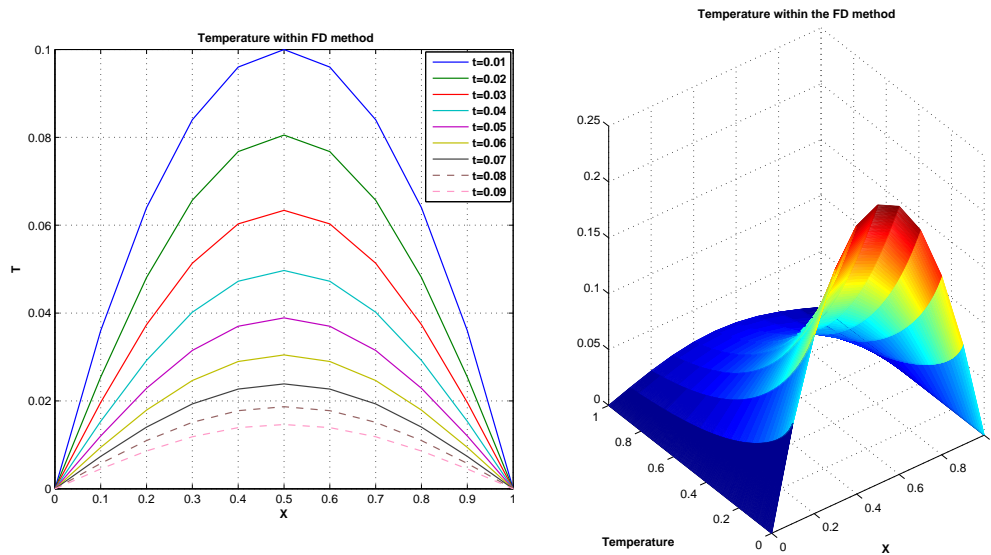 Temperature within FD method
0.1
0.08
0.06
0.04
0.02
0
T
t=0.01
t=0.02
t=0.03
t=0.04
t=0.05
t=0.06
t=0.07
t=0.08
t=0.09
0 0.1 0.2 0.3 0.4 0.5 0.6 0.7 0.8 0.9 1
X
Temperature within the FD method
0.25
0.2
0.15
0.1
0.05
0
1
0.8
0.6
0.4
0.2
0
0
0.2
0.4
0.6
0.8
Temperature
X